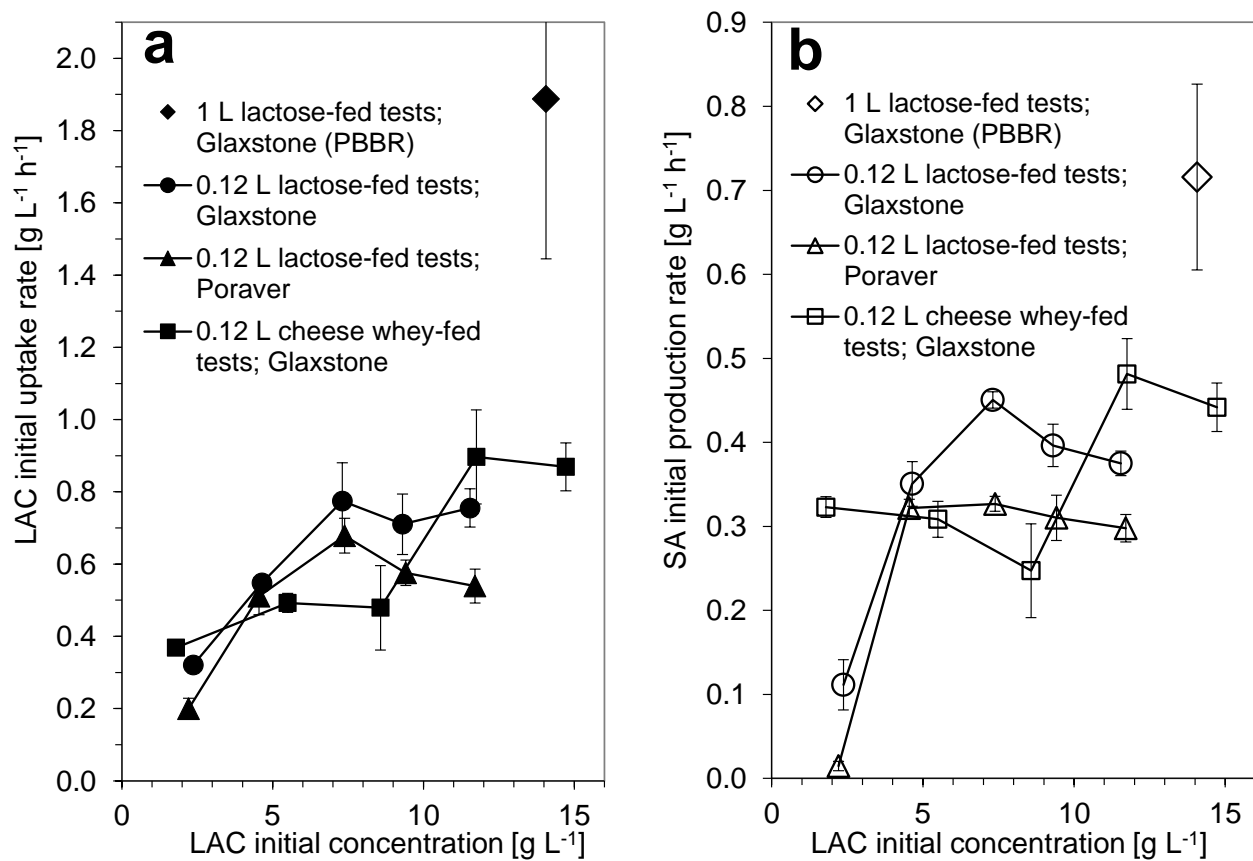 a
LAC initial uptake rate [g L-1 h-1]
2.0
1.8
1.6
1.4
1.2
1.0
0.8
0.6
0.4
0.2
0.0
1 L lactose-fed tests;
Glaxstone (PBBR)
0.12 L lactose-fed tests;
Glaxstone
0.12 L lactose-fed tests;
Poraver
0.12 L cheese whey-fed
tests; Glaxstone
0 5 10 15
LAC initial concentration [g L-1]
b
SA initial production rate [g L-1 h-1]
0.9
0.8
0.7
0.6
0.5
0.4
0.3
0.2
0.1
0.0
1 L lactose-fed tests;
Glaxstone (PBBR)
0.12 L lactose-fed tests;
Glaxstone
0.12 L lactose-fed tests;
Poraver
0.12 L cheese whey-fed
tests; Glaxstone
0 5 10 15
LAC initial concentration [g L-1]